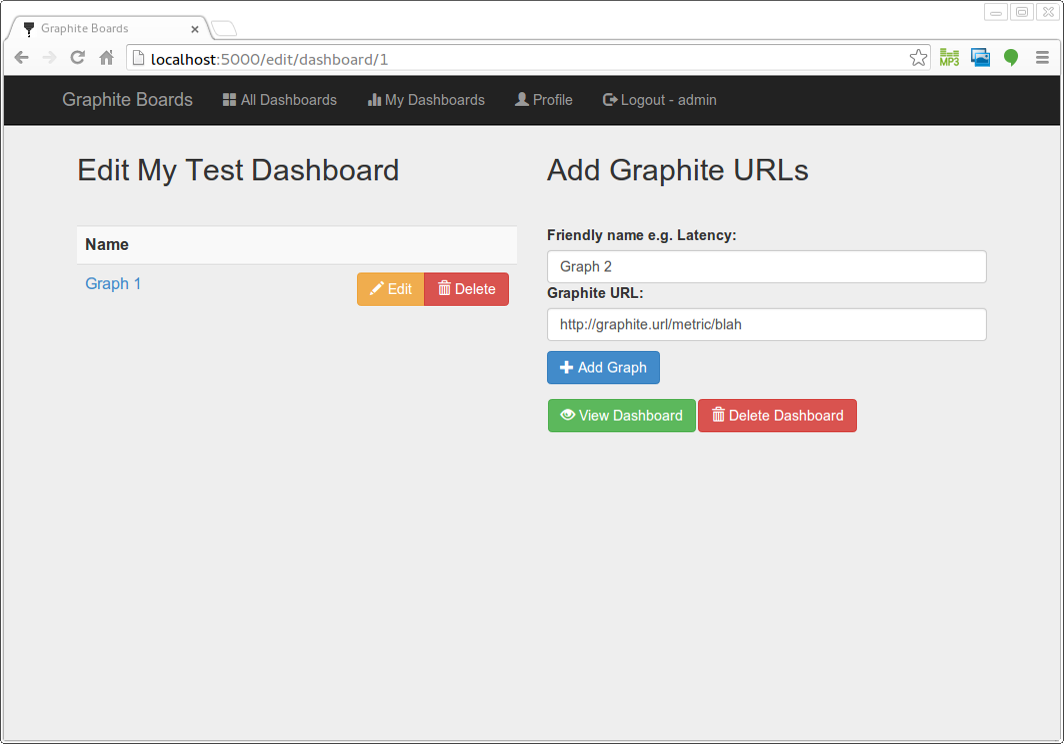 Graphite Boards
localhost:5000/edit/dashboard/1
MP3
Graphite Boards All Dashboards My Dashboards Profile Logout - admin
Edit My Test Dashboard
Name
Graph 1 Edit Delete
Add Graphite URLs
Friendly name e.g. Latency:
Graph 2
Graphite URL:
http://graphite.url/metric/blah
Add Graph
View Dashboard Delete Dashboard